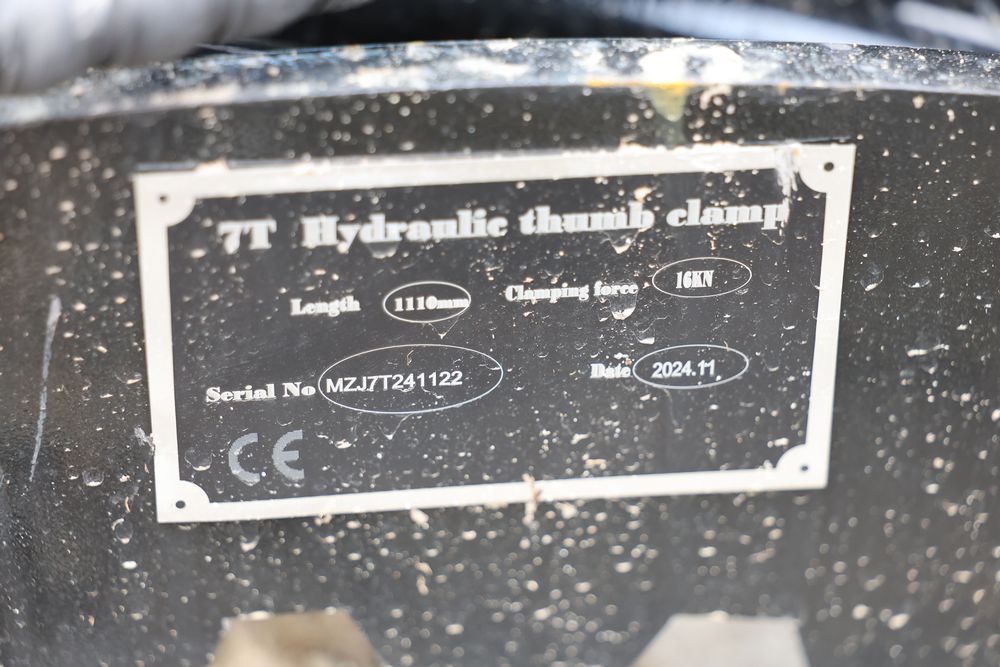 7T Hydraulic thumb clamp
Length 1110mm Clamping force 16KN
Serial No MZJ7T241122 Date 2024.11
CE